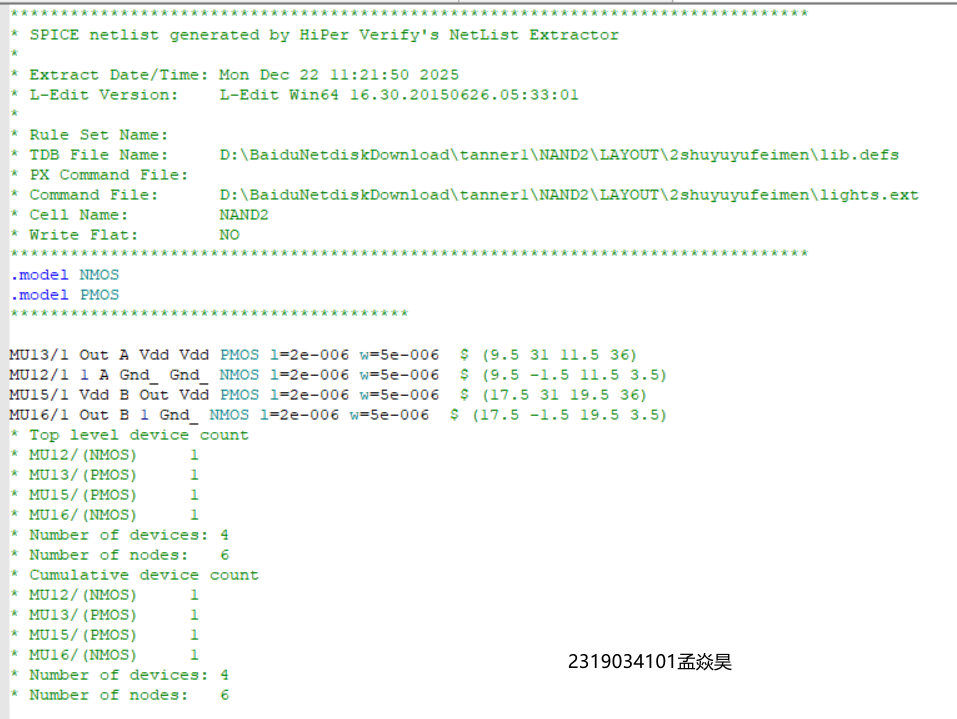 ********************************************************************************
* SPICE netlist generated by HiPer Verify's NetList Extractor
*
* Extract Date/Time: Mon Dec 22 11:21:50 2025
* L-Edit Version:    L-Edit Win64 16.30.20150626.05:33:01
*
* Rule Set Name:
* TDB File Name:     D:\BaiduNetdiskDownload\tanner1\NAND2\LAYOUT\2shuyuyufeimen\lib.defs
* PX Command File:
* Command File:      D:\BaiduNetdiskDownload\tanner1\NAND2\LAYOUT\2shuyuyufeimen\lights.ext
* Cell Name:         NAND2
* Write Flat:        NO
********************************************************************************
.model NMOS
.model PMOS
****************************************
MU13/1 Out A Vdd Vdd PMOS l=2e-006 w=5e-006  $ (9.5 31 11.5 36)
MU12/1 1 A Gnd_ Gnd_ NMOS l=2e-006 w=5e-006  $ (9.5 -1.5 11.5 3.5)
MU15/1 Vdd B Out Vdd PMOS l=2e-006 w=5e-006  $ (17.5 31 19.5 36)
MU16/1 Out B 1 Gnd_ NMOS l=2e-006 w=5e-006  $ (17.5 -1.5 19.5 3.5)
* Top level device count
* MU12/(NMOS)     1
* MU13/(PMOS)     1
* MU15/(PMOS)     1
* MU16/(NMOS)     1
* Number of devices: 4
* Number of nodes:   6
* Cumulative device count
* MU12/(NMOS)     1
* MU13/(PMOS)     1
* MU15/(PMOS)     1
* MU16/(NMOS)     1
* Number of devices: 4
* Number of nodes:   6
2319034101孟焱昊